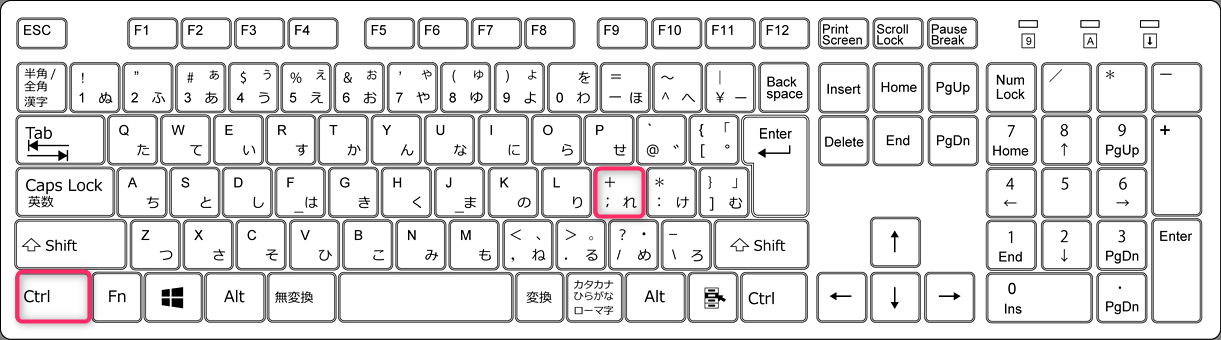 ESC F1 F2 F3 F4 F5 F6 F7 F8 F9 F10 F11 F12 Print Screen Scroll Lock Pause Break 9 A ⬇
半角/全角 漢字 ! 1 ぬ " 2 ふ # ぁ 3 あ $ ぅ 4 う % ぇ 5 え & ぉ 6 お ' ゃ 7 や ( ゅ 8 ゆ ) ょ 9 よ を 0 わ = ー ほ ～ ^ へ | ¥ ー Back space Insert Home PgUp Num Lock ／ * －
Tab Q た W て E い R す T か Y ん U な I に O ら P せ ` @ ゛ { 「 [ ° Enter Delete End PgDn 7 Home 8 ↑ 9 PgUp +
Caps Lock 英数 A ち S と D し F _は G き H く J _ま K の L り + ; れ * : け } 」 ] む 4 ← 5 6 →
Shift Z つ X さ C そ V ひ B こ N み M も < 、 , ね > 。 . る ? ・ / め _ \ ろ Shift ↑ 1 End 2 ↓ 3 PgDn Enter
Ctrl Fn Alt 無変換 変換 カタカナ ひらがな ローマ字 Alt Ctrl ← ↓ → 0 Ins . PgDn